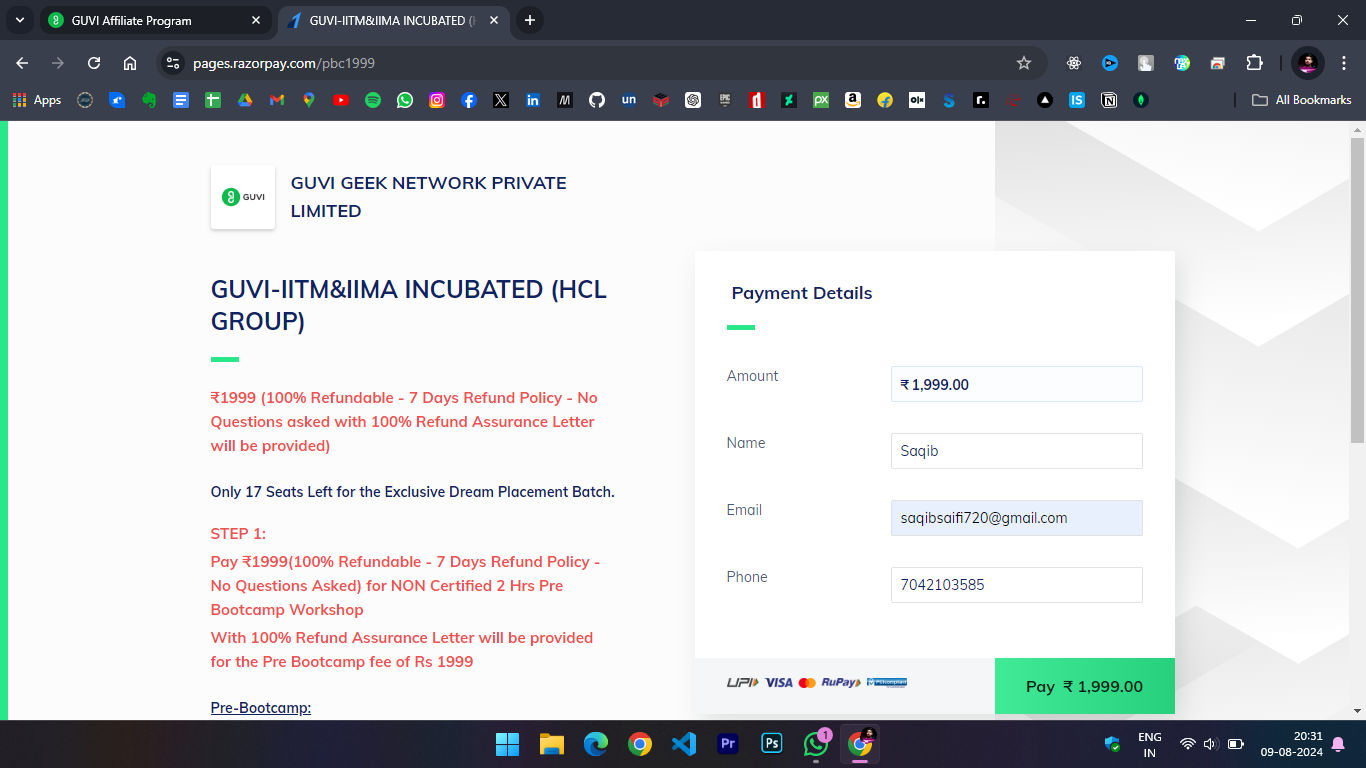 GUVI Affiliate Program
GUVI-IITM&IIMA INCUBATED (H
pages.razorpay.com/pbc1999
Apps
All Bookmarks
GUVI
GUVI GEEK NETWORK PRIVATE
LIMITED
GUVI-IITM&IIMA INCUBATED (HCL
GROUP)
₹1999 (100% Refundable - 7 Days Refund Policy - No
Questions asked with 100% Refund Assurance Letter
will be provided)
Only 17 Seats Left for the Exclusive Dream Placement Batch.
STEP 1:
Pay ₹1999(100% Refundable - 7 Days Refund Policy -
No Questions Asked) for NON Certified 2 Hrs Pre
Bootcamp Workshop
With 100% Refund Assurance Letter will be provided
for the Pre Bootcamp fee of Rs 1999
Pre-Bootcamp:
Payment Details
Amount
₹ 1,999.00
Name
Saqib
Email
saqibsaifi720@gmail.com
Phone
7042103585
UPI VISA RuPay
Pay ₹ 1,999.00
Pr
Ps
1
ENG
IN
20:31
09-08-2024